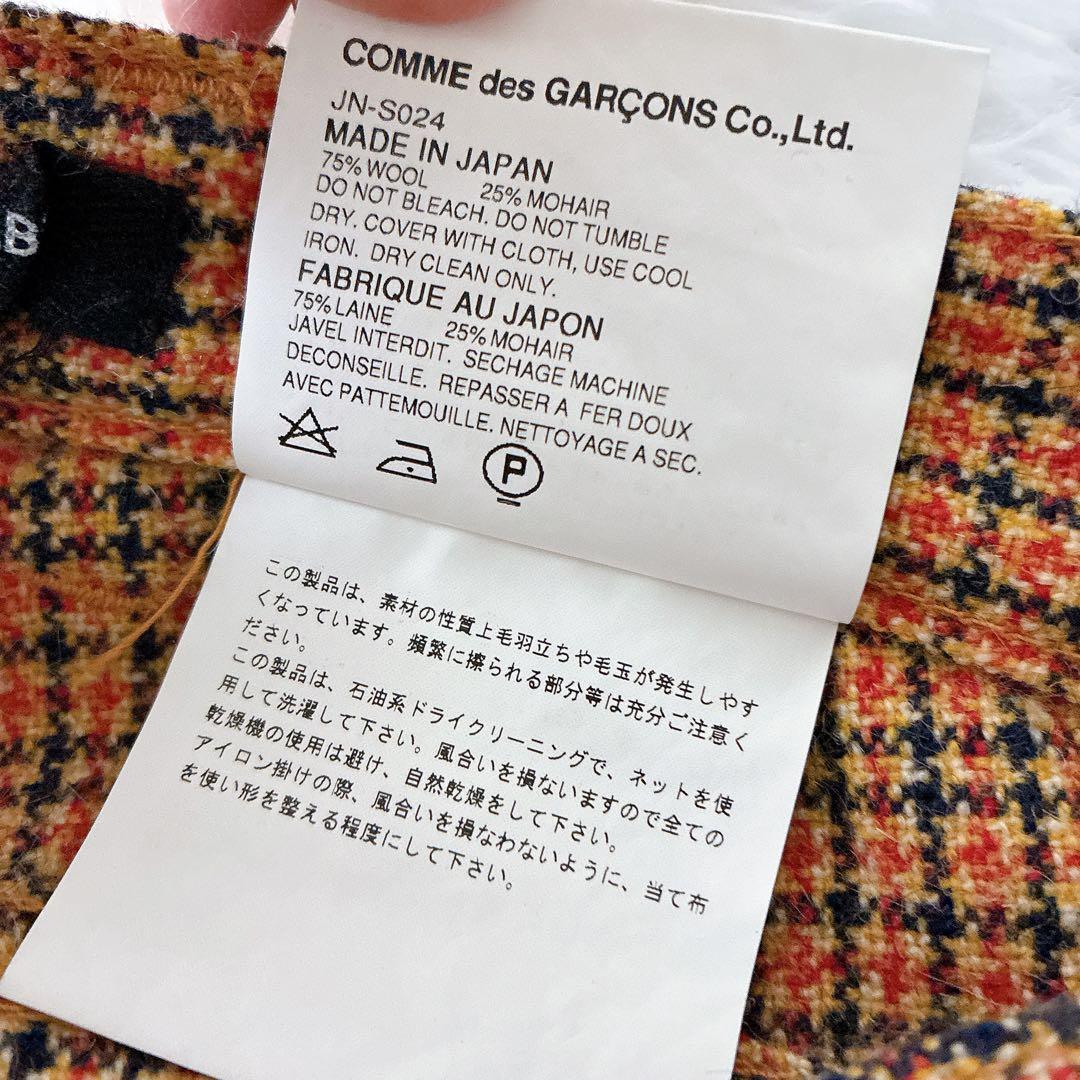 COMME des GARÇONS Co.,Ltd.
JN-S024
MADE IN JAPAN
75%WOOL 25%MOHAIR
DO NOT BLEACH. DO NOT TUMBLE
DRY. COVER WITH CLOTH, USE COOL
IRON. DRY CLEAN ONLY.
FABRIQUE AU JAPON
75%LAINE 25%MOHAIR
JAVEL INTERDIT. SECHAGE MACHINE
DECONSEILLE. REPASSER A FER DOUX
AVEC PATTEMOUILLE. NETTOYAGE A SEC.
P
この製品は、素材の性質上毛羽立ちや毛玉が発生しやす
くなっています。頻繁に擦られる部分等は充分ご注意く
ださい。
この製品は、石油系ドライクリーニングで、ネットを使
用して洗濯して下さい。風合いを損ないますので全ての
乾燥機の使用は避け、自然乾燥をして下さい。
アイロン掛けの際、風合いを損なわないように、当て布
を使い形を整える程度にして下さい。
B